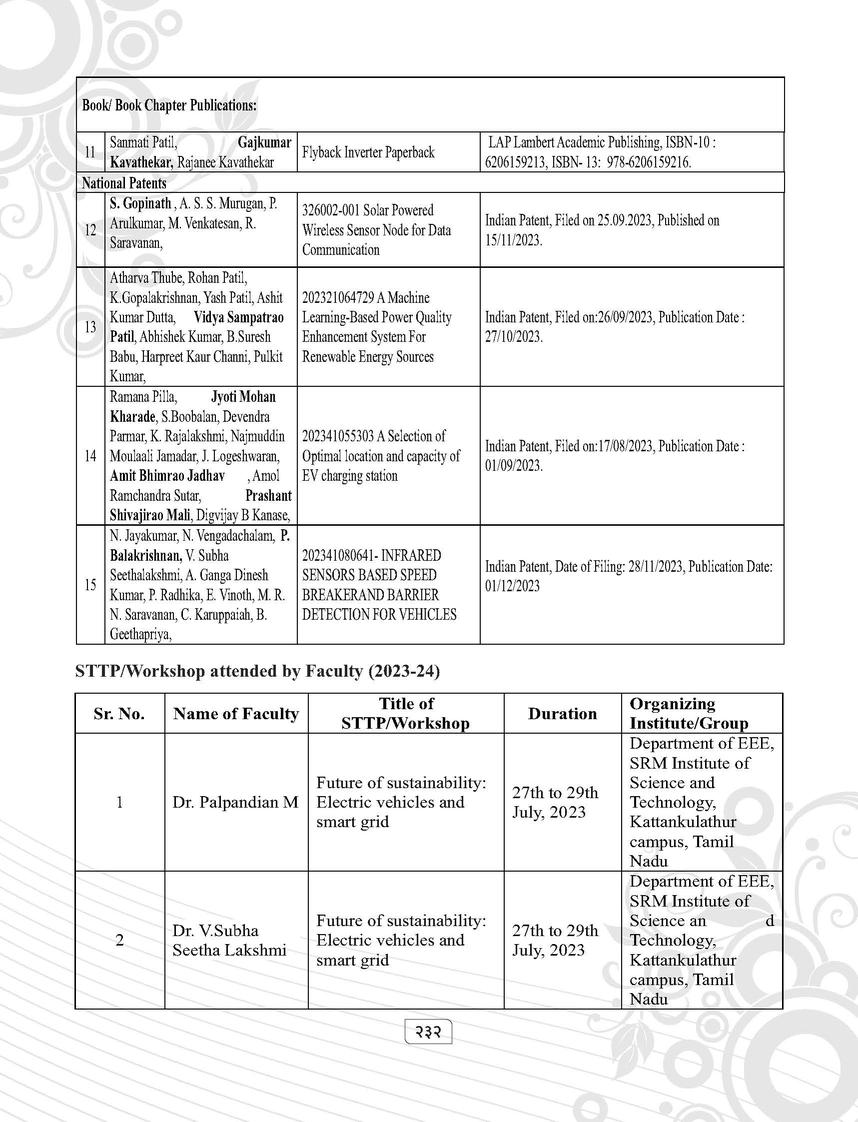 Book/ Book Chapter Publications:
11
Sanmati Patil, Gajkumar
Kavathekar, Rajanee Kavathekar
Flyback Inverter Paperback
LAP Lambert Academic Publishing, ISBN-10 :
6206159213, ISBN- 13: 978-6206159216.
National Patents
12
S. Gopinath , A. S. S. Murugan, P.
Arulkumar, M. Venkatesan, R.
Saravanan,
326002-001 Solar Powered
Wireless Sensor Node for Data
Communication
Indian Patent, Filed on 25.09.2023, Published on
15/11/2023.
13
Atharva Thube, Rohan Patil,
K.Gopalakrishnan, Yash Patil, Ashit
Kumar Dutta, Vidya Sampatrao
Patil, Abhishek Kumar, B.Suresh
Babu, Harpreet Kaur Channi, Pulkit
Kumar,
202321064729 A Machine
Learning-Based Power Quality
Enhancement System For
Renewable Energy Sources
Indian Patent, Filed on:26/09/2023, Publication Date :
27/10/2023.
14
Ramana Pilla, Jyoti Mohan
Kharade, S.Boobalan, Devendra
Parmar, K. Rajalakshmi, Najmuddin
Moulaali Jamadar, J. Logeshwaran,
Amit Bhimrao Jadhav , Amol
Ramchandra Sutar, Prashant
Shivajirao Mali, Digvijay B Kanase,
202341055303 A Selection of
Optimal location and capacity of
EV charging station
Indian Patent, Filed on:17/08/2023, Publication Date :
01/09/2023.
15
N. Jayakumar, N. Vengadachalam, P.
Balakrishnan, V. Subha
Seethalakshmi, A. Ganga Dinesh
Kumar, P. Radhika, E. Vinoth, M. R.
N. Saravanan, C. Karuppaiah, B.
Geethapriya,
202341080641- INFRARED
SENSORS BASED SPEED
BREAKERAND BARRIER
DETECTION FOR VEHICLES
Indian Patent, Date of Filing: 28/11/2023, Publication Date:
01/12/2023
STTP/Workshop attended by Faculty (2023-24)
Sr. No.
Name of Faculty
Title of
STTP/Workshop
Duration
Organizing
Institute/Group
1
Dr. Palpandian M
Future of sustainability:
Electric vehicles and
smart grid
27th to 29th
July, 2023
Department of EEE,
SRM Institute of
Science and
Technology,
Kattankulathur
campus, Tamil
Nadu
2
Dr. V.Subha
Seetha Lakshmi
Future of sustainability:
Electric vehicles and
smart grid
27th to 29th
July, 2023
Department of EEE,
SRM Institute of
Science an d
Technology,
Kattankulathur
campus, Tamil
Nadu
२३२